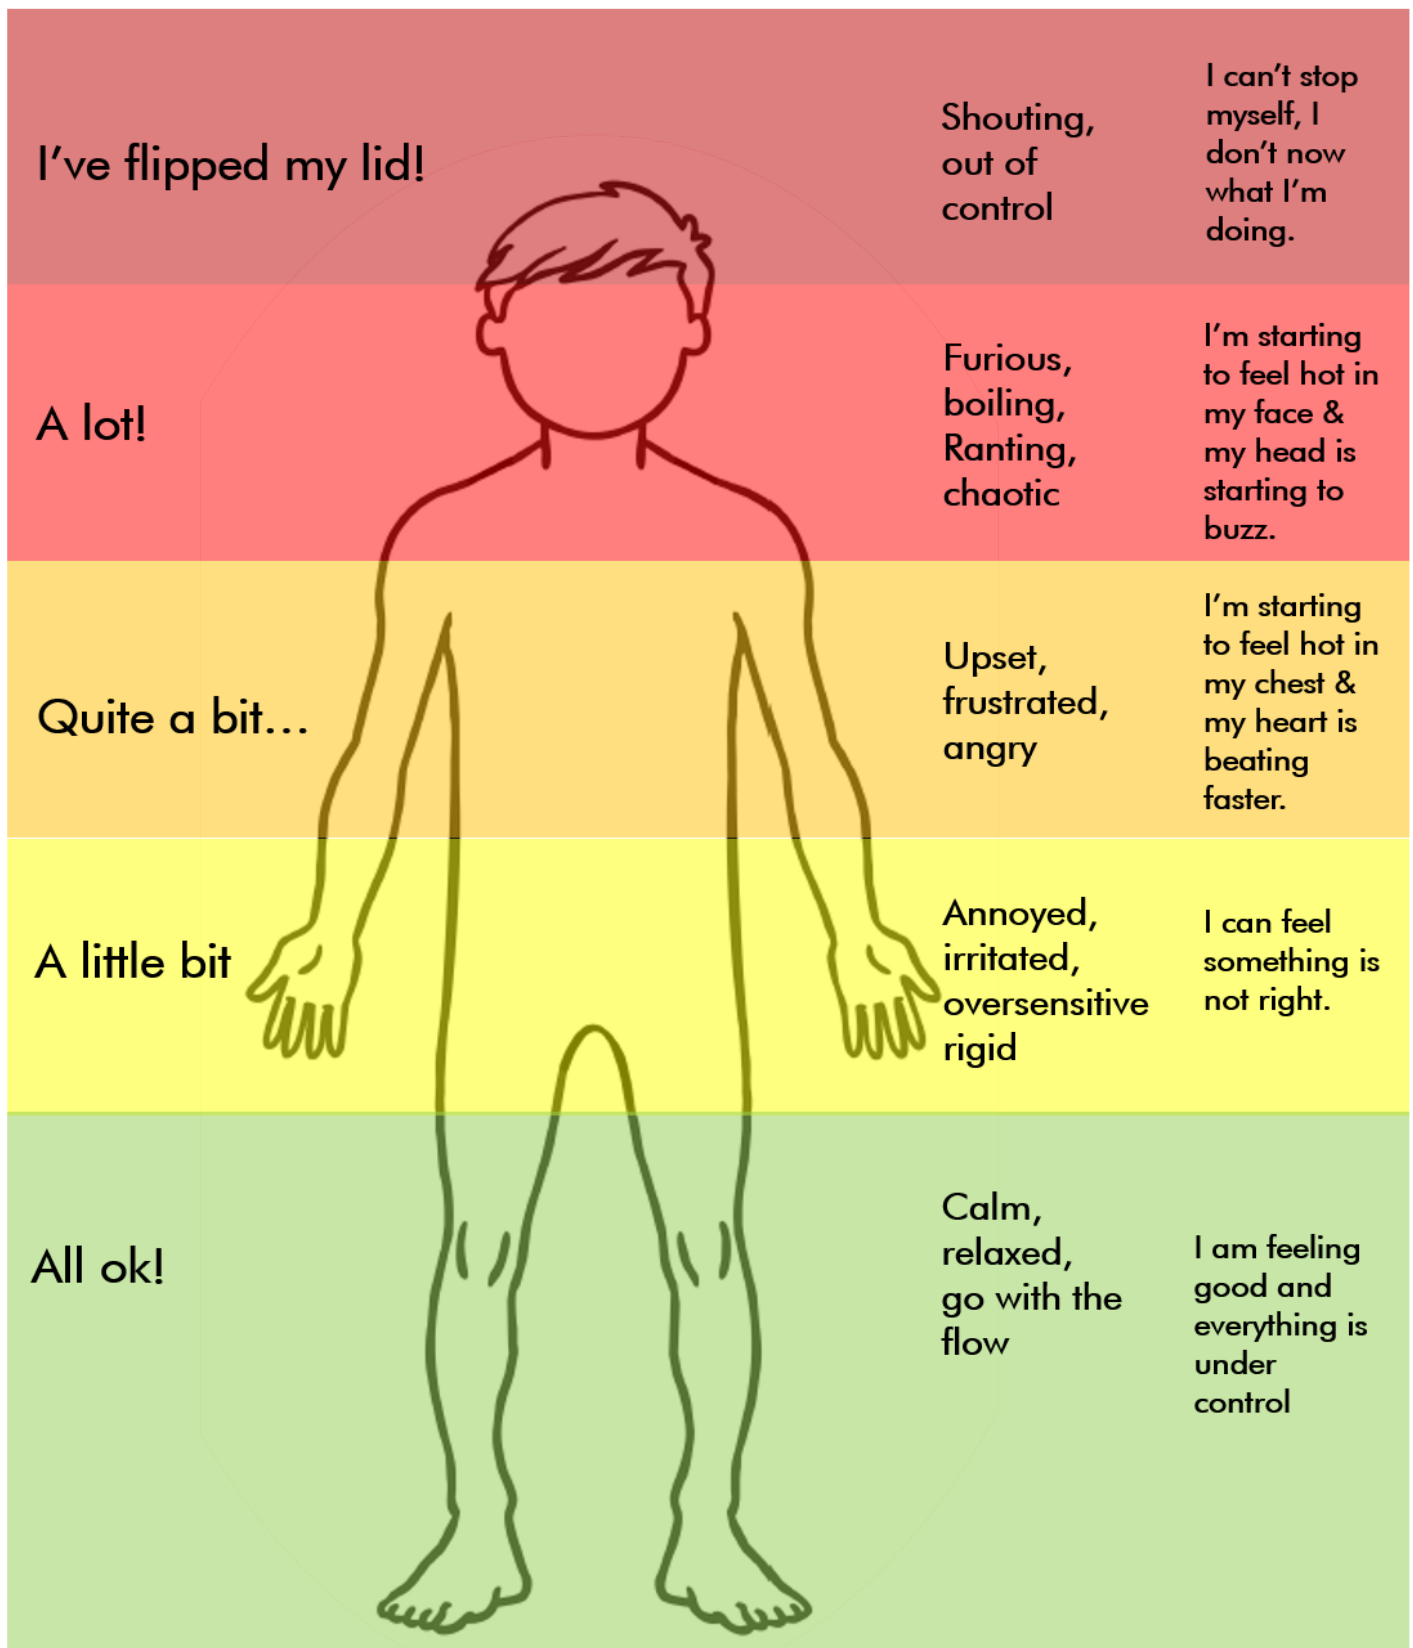 I've flipped my lid!
Shouting,
out of
control
I can't stop
myself, I
don't now
what I'm
doing.
A lot!
Furious,
boiling,
Ranting,
chaotic
I'm starting
to feel hot in
my face &
my head is
starting to
buzz.
Quite a bit...
Upset,
frustrated,
angry
I'm starting
to feel hot in
my chest &
my heart is
beating
faster.
A little bit
Annoyed,
irritated,
oversensitive
rigid
I can feel
something is
not right.
All ok!
Calm,
relaxed,
go with the
flow
I am feeling
good and
everything is
under
control